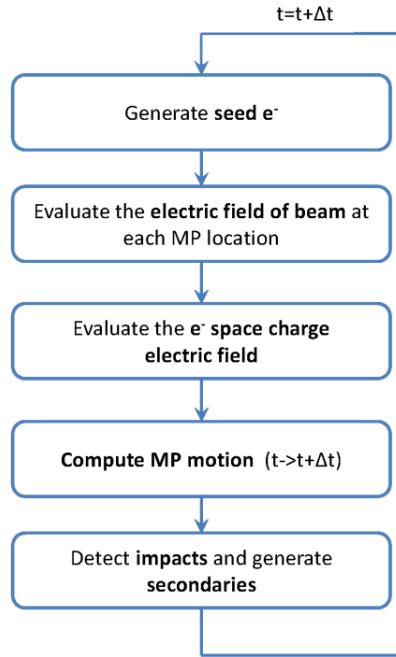 t=t+Δt
Generate seed e⁻
Evaluate the electric field of beam at
each MP location
Evaluate the e⁻ space charge
electric field
Compute MP motion (t->t+Δt)
Detect impacts and generate
secondaries